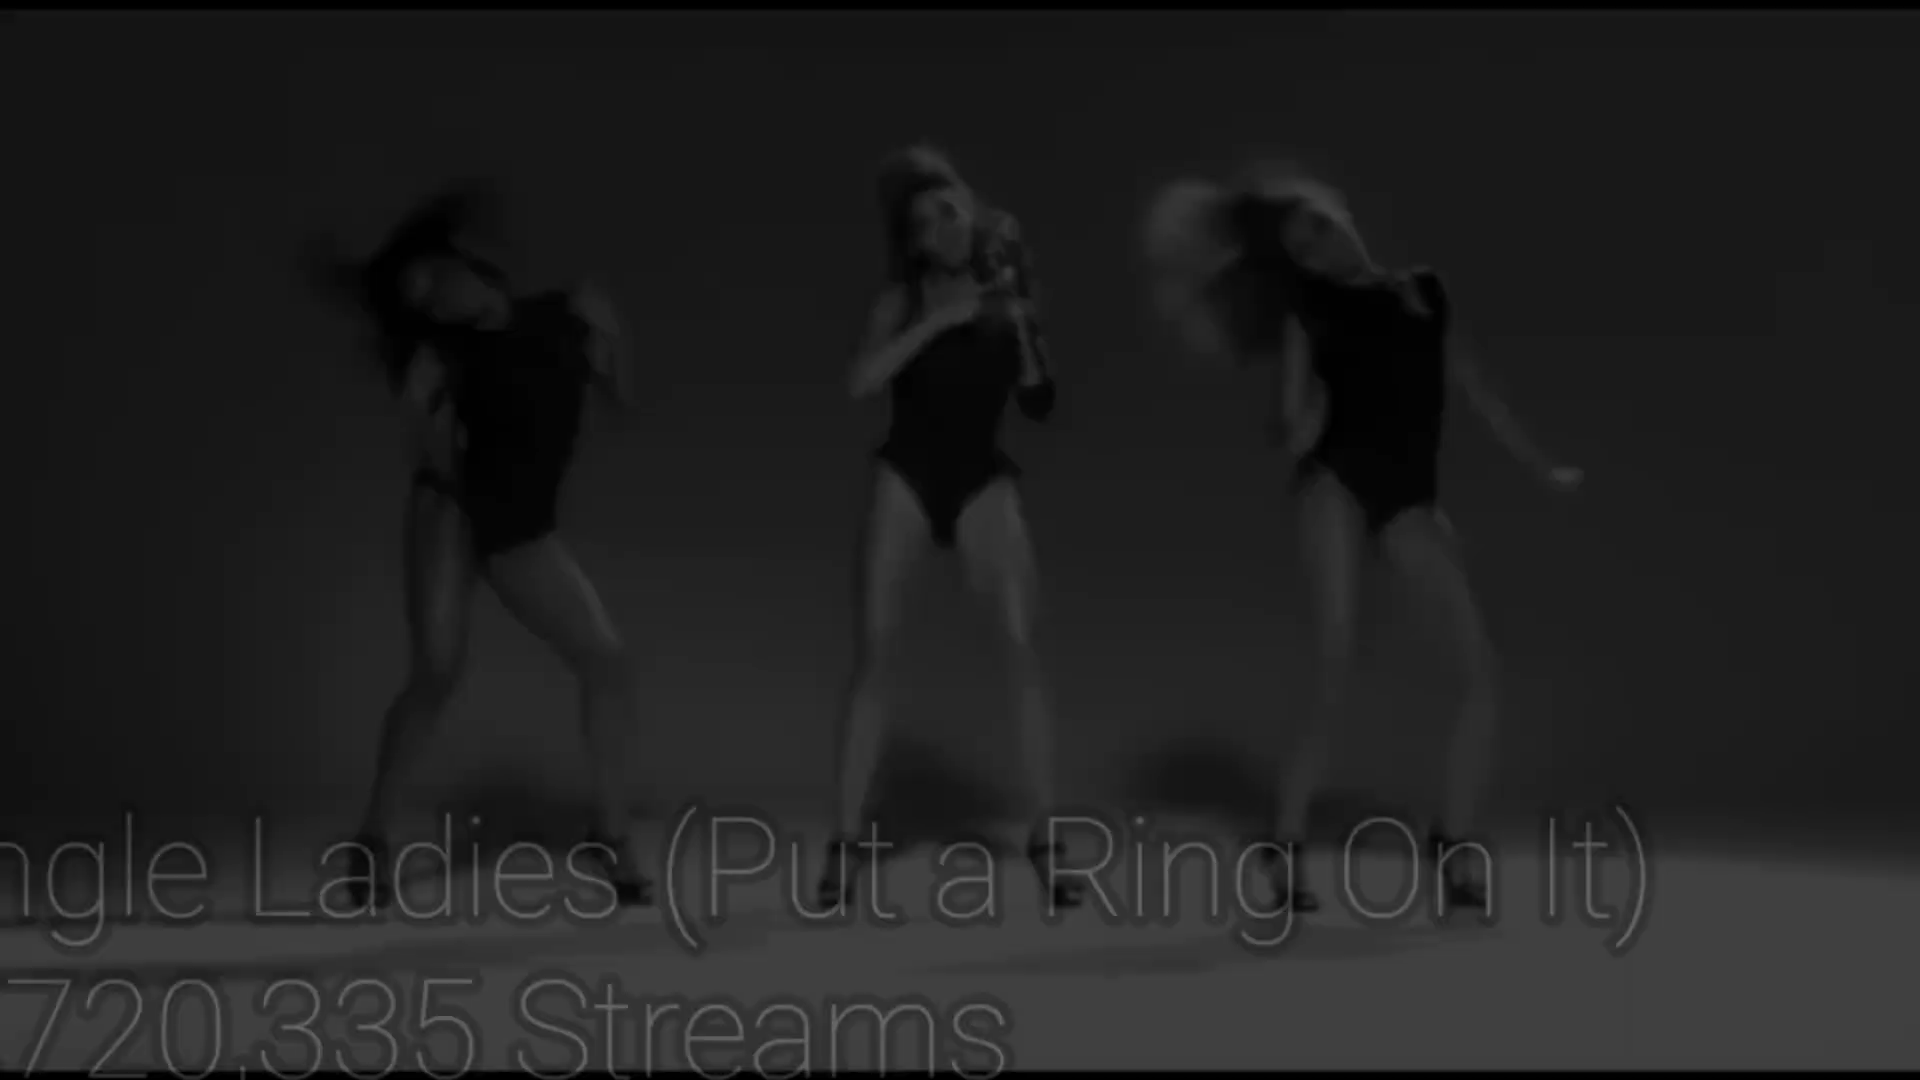 ngle Ladies (Put a Ring On It)
720,335 Streams